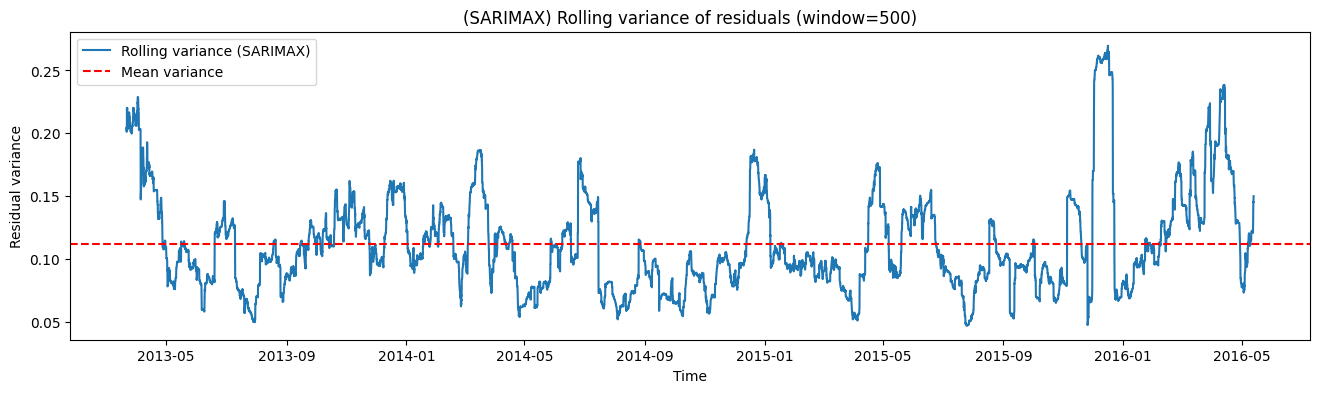 (SARIMAX) Rolling variance of residuals (window=500)
Rolling variance (SARIMAX)
Mean variance
Residual variance
0.25
0.20
0.15
0.10
0.05
2013-05 2013-09 2014-01 2014-05 2014-09 2015-01 2015-05 2015-09 2016-01 2016-05
Time